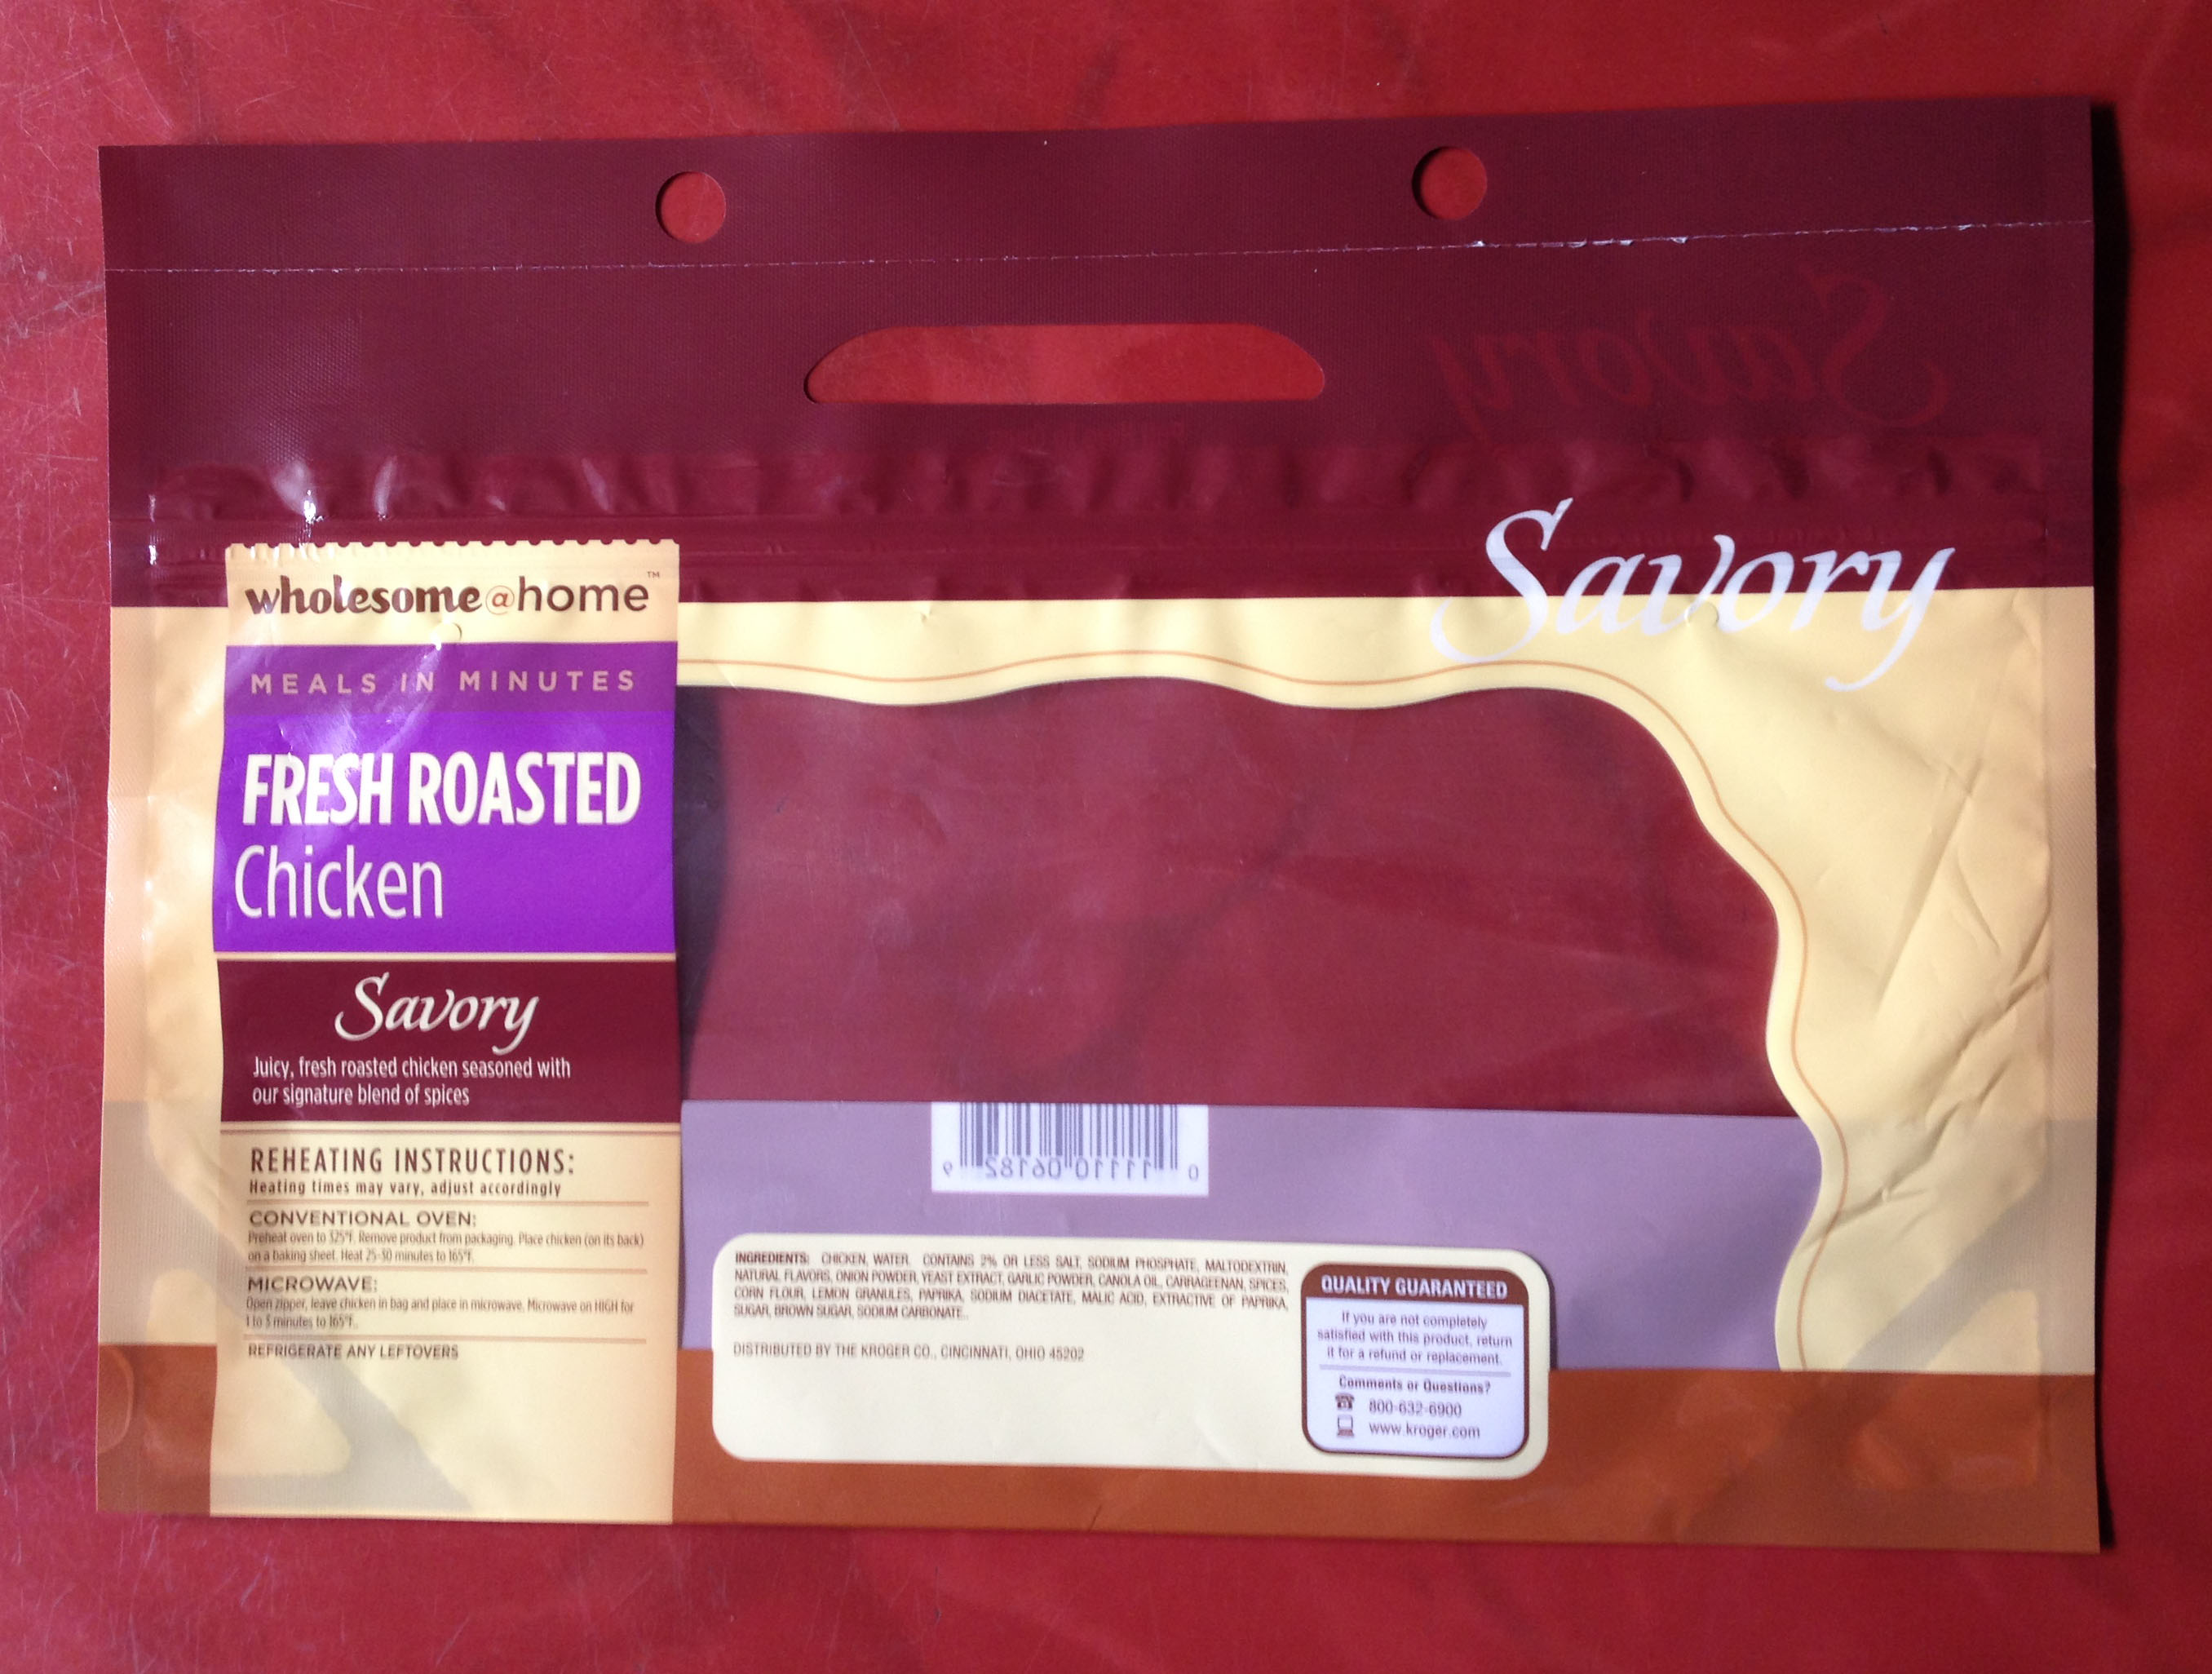 Savory
Savory
wholesome@home™
MEALS IN MINUTES
FRESH ROASTED
Chicken
Savory
Juicy, fresh roasted chicken seasoned with
our signature blend of spices
REHEATING INSTRUCTIONS:
Heating times may vary, adjust accordingly
CONVENTIONAL OVEN:
Preheat oven to 325°F. Remove product from packaging. Place chicken (on its back)
on a baking sheet. Heat 25-30 minutes to 165°F.
MICROWAVE:
Open zipper, leave chicken in bag and place in microwave. Microwave on HIGH for
1 to 3 minutes to 165°F.
REFRIGERATE ANY LEFTOVERS
0 11110 06182 9
INGREDIENTS: CHICKEN, WATER. CONTAINS 2% OR LESS SALT, SODIUM PHOSPHATE, MALTODEXTRIN,
NATURAL FLAVORS, ONION POWDER, YEAST EXTRACT, GARLIC POWDER, CANOLA OIL, CARRAGEENAN, SPICES,
CORN FLOUR, LEMON GRANULES, PAPRIKA, SODIUM DIACETATE, MALIC ACID, EXTRACTIVE OF PAPRIKA,
SUGAR, BROWN SUGAR, SODIUM CARBONATE..
DISTRIBUTED BY THE KROGER CO., CINCINNATI, OHIO 45202
QUALITY GUARANTEED
If you are not completely
satisfied with this product, return
it for a refund or replacement.
Comments or Questions?
800-632-6900
www.kroger.com